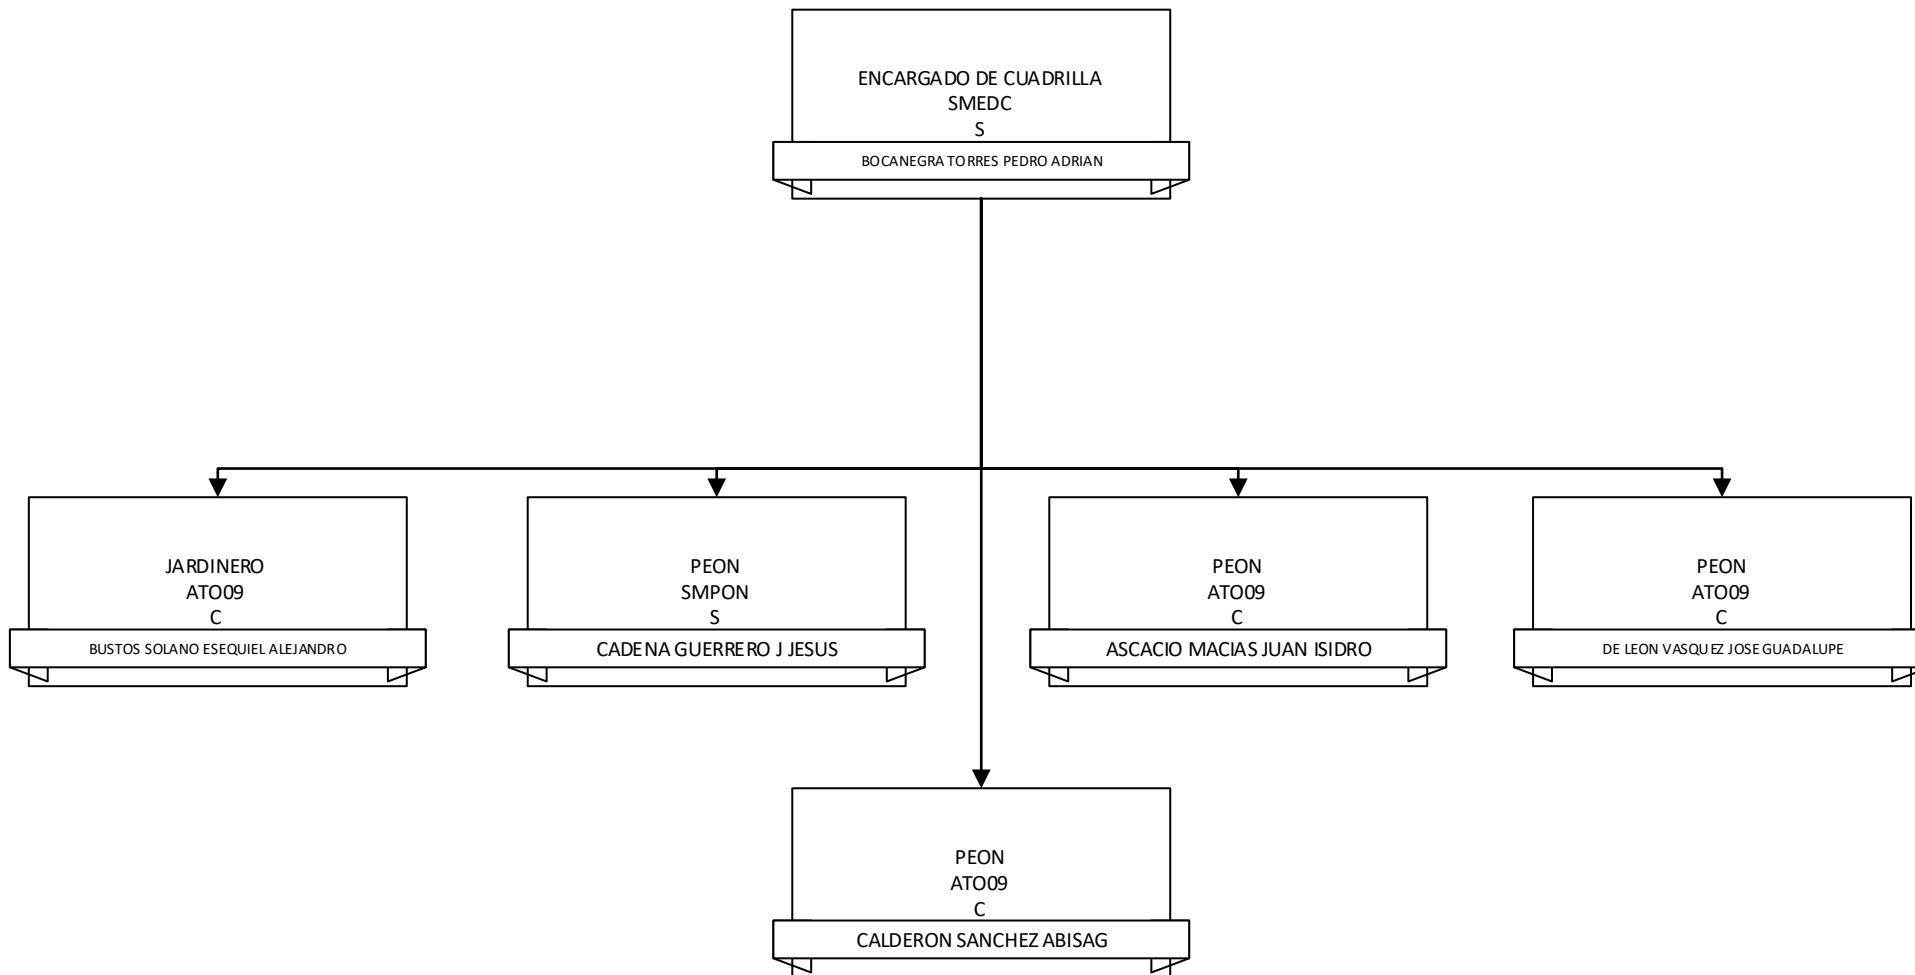 ENCARGADO DE CUADRILLA
SMEDC
S
BOCANEGRA TORRES PEDRO ADRIAN
JARDINERO
ATO09
C
BUSTOS SOLANO ESEQUIEL ALEJANDRO
PEON
SMPON
S
CADENA GUERRERO J JESUS
PEON
ATO09
C
ASCACIO MACIAS JUAN ISIDRO
PEON
ATO09
C
DE LEON VASQUEZ JOSE GUADALUPE
PEON
ATO09
C
CALDERON SANCHEZ ABISAG